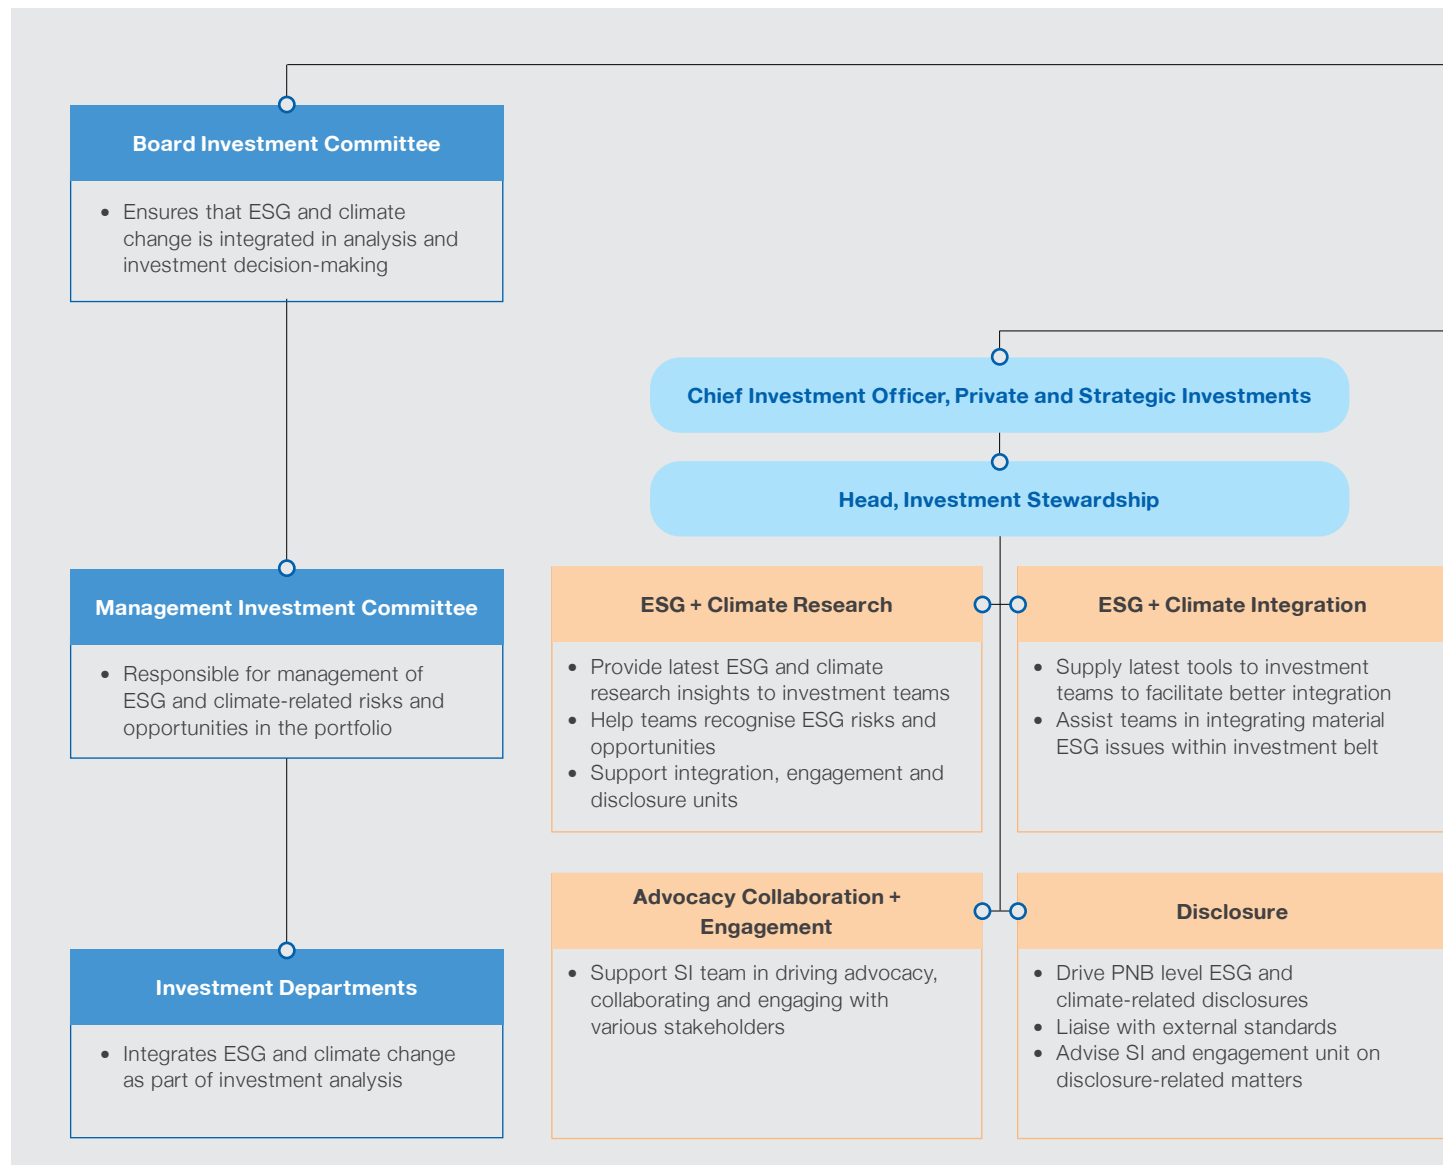 Board Investment Committee
• Ensures that ESG and climate
change is integrated in analysis and
investment decision-making
Chief Investment Officer, Private and Strategic Investments
Head, Investment Stewardship
Management Investment Committee
• Responsible for management of
ESG and climate-related risks and
opportunities in the portfolio
ESG + Climate Research
• Provide latest ESG and climate
research insights to investment teams
• Help teams recognise ESG risks and
opportunities
• Support integration, engagement and
disclosure units
ESG + Climate Integration
• Supply latest tools to investment
teams to facilitate better integration
• Assist teams in integrating material
ESG issues within investment belt
Investment Departments
• Integrates ESG and climate change
as part of investment analysis
Advocacy Collaboration +
Engagement
• Support SI team in driving advocacy,
collaborating and engaging with
various stakeholders
Disclosure
• Drive PNB level ESG and
climate-related disclosures
• Liaise with external standards
• Advise SI and engagement unit on
disclosure-related matters